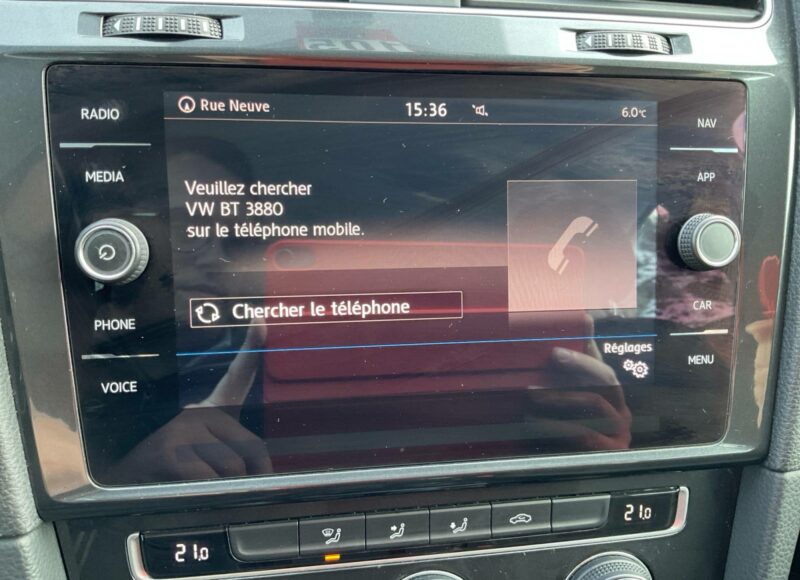 RADIO
MEDIA
PHONE
VOICE
Rue Neuve 15:36 6.0°C
Veuillez chercher
VW BT 3880
sur le téléphone mobile.
Chercher le téléphone
Réglages
NAV
APP
CAR
MENU
21.0 21.0